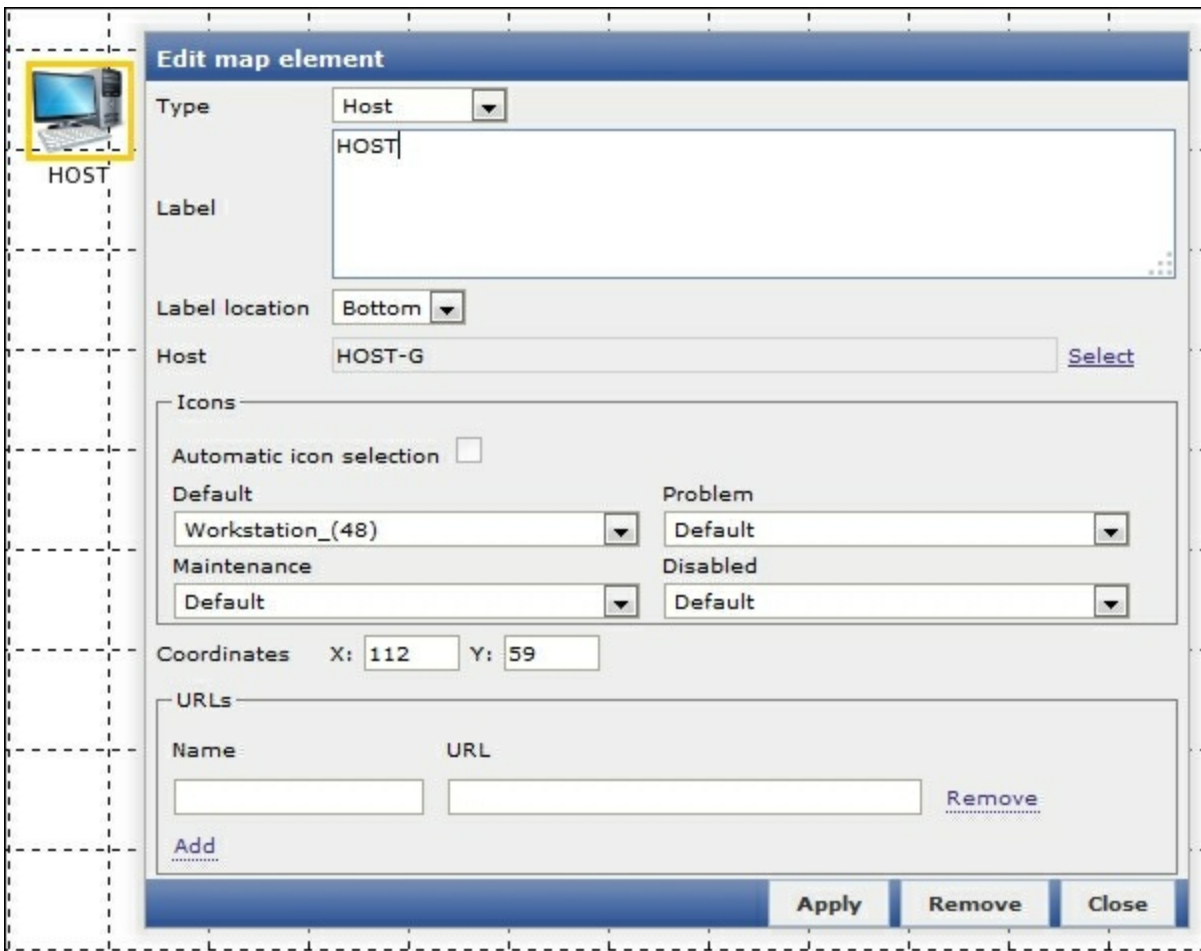 Edit map element
Type Host
HOST
HOST
Label
Label location Bottom
Host HOST-G Select
Icons
Automatic icon selection
Default Problem
Workstation_(48) Default
Maintenance Disabled
Default Default
Coordinates X: 112 Y: 59
URLs
Name URL
Remove
Add
Apply Remove Close